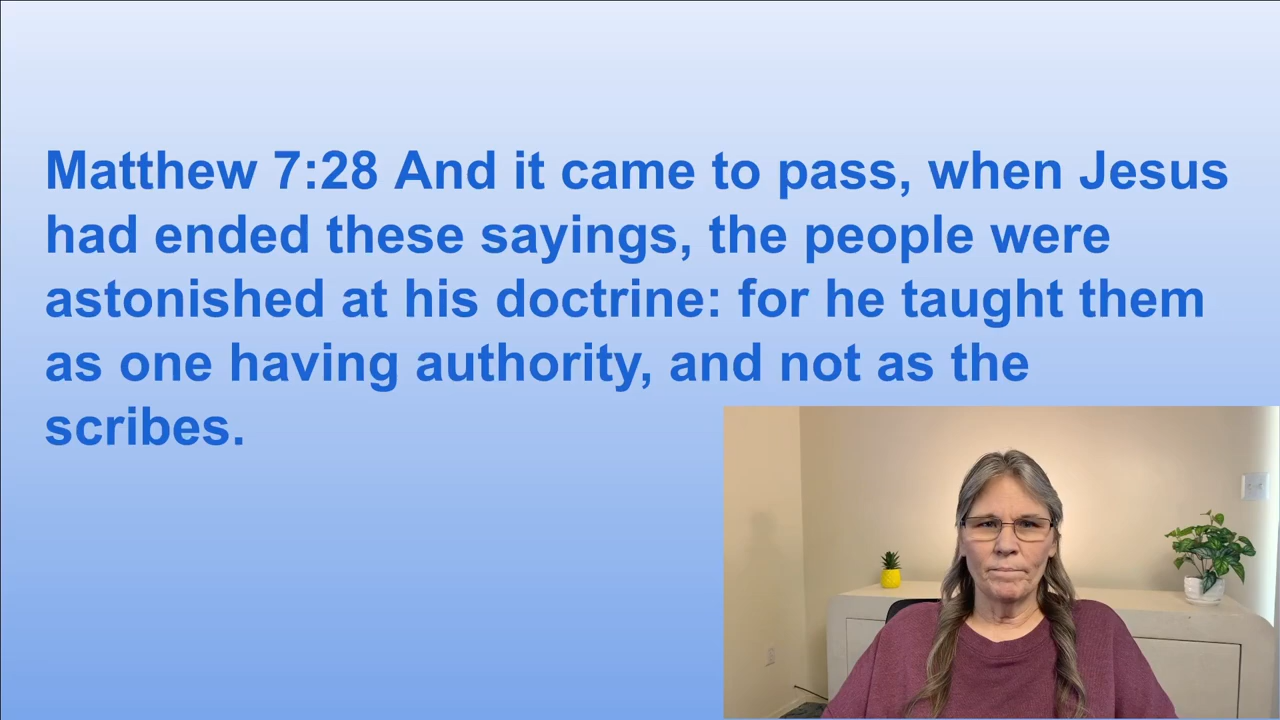 Matthew 7:28 And it came to pass, when Jesus
had ended these sayings, the people were
astonished at his doctrine: for he taught them
as one having authority, and not as the
scribes.